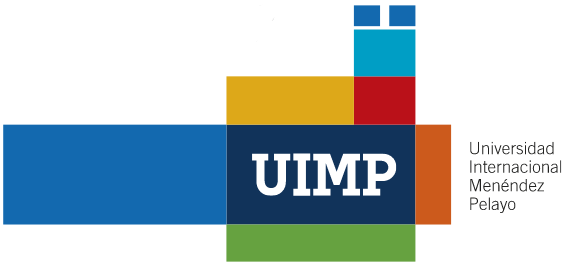 UIMP
Universidad
Internacional
Menéndez
Pelayo